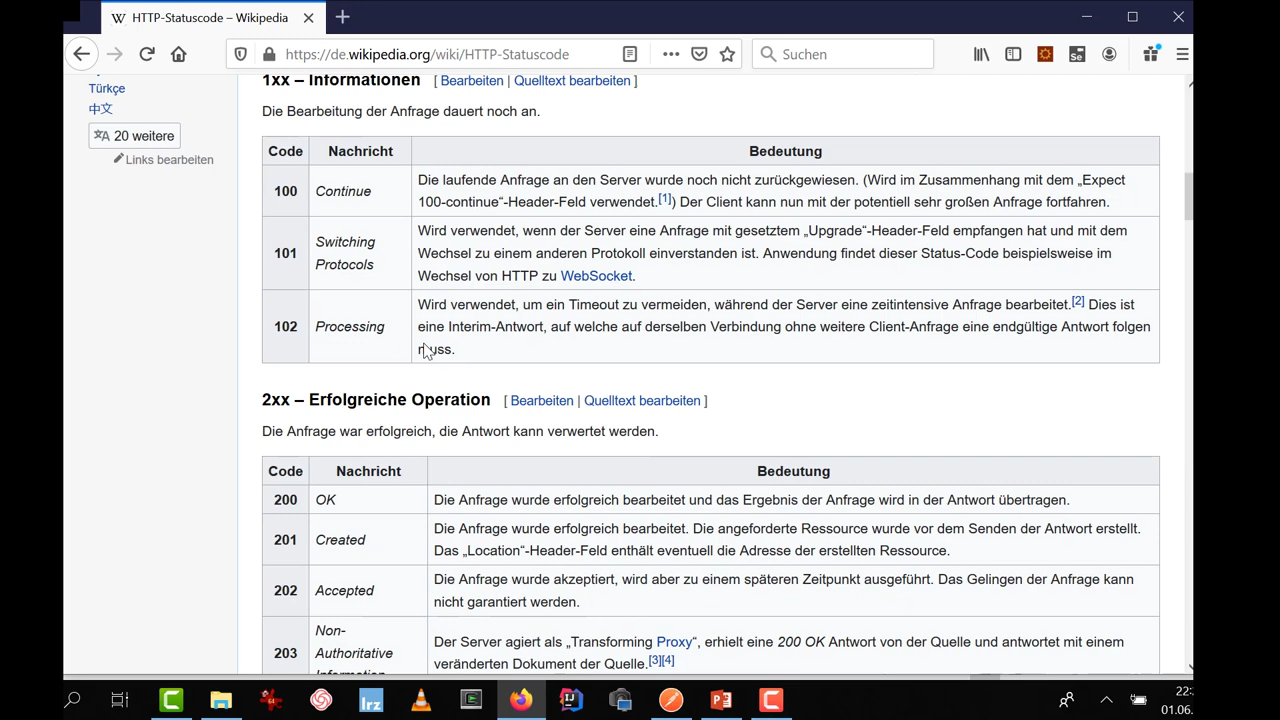 HTTP-Statuscode – Wikipedia
https://de.wikipedia.org/wiki/HTTP-Statuscode
Suchen
Türkçe
中文
20 weitere
Links bearbeiten
1xx – Informationen [ Bearbeiten | Quelltext bearbeiten ]
Die Bearbeitung der Anfrage dauert noch an.
Code Nachricht Bedeutung
100 Continue Die laufende Anfrage an den Server wurde noch nicht zurückgewiesen. (Wird im Zusammenhang mit dem „Expect
100-continue“-Header-Feld verwendet.[1]) Der Client kann nun mit der potentiell sehr großen Anfrage fortfahren.
101 Switching Protocols Wird verwendet, wenn der Server eine Anfrage mit gesetztem „Upgrade“-Header-Feld empfangen hat und mit dem
Wechsel zu einem anderen Protokoll einverstanden ist. Anwendung findet dieser Status-Code beispielsweise im
Wechsel von HTTP zu WebSocket.
102 Processing Wird verwendet, um ein Timeout zu vermeiden, während der Server eine zeitintensive Anfrage bearbeitet.[2] Dies ist
eine Interim-Antwort, auf welche auf derselben Verbindung ohne weitere Client-Anfrage eine endgültige Antwort folgen
muss.
2xx – Erfolgreiche Operation [ Bearbeiten | Quelltext bearbeiten ]
Die Anfrage war erfolgreich, die Antwort kann verwertet werden.
Code Nachricht Bedeutung
200 OK Die Anfrage wurde erfolgreich bearbeitet und das Ergebnis der Anfrage wird in der Antwort übertragen.
201 Created Die Anfrage wurde erfolgreich bearbeitet. Die angeforderte Ressource wurde vor dem Senden der Antwort erstellt.
Das „Location“-Header-Feld enthält eventuell die Adresse der erstellten Ressource.
202 Accepted Die Anfrage wurde akzeptiert, wird aber zu einem späteren Zeitpunkt ausgeführt. Das Gelingen der Anfrage kann
nicht garantiert werden.
203 Non-
Authoritative
Information
Der Server agiert als „Transforming Proxy“, erhielt eine 200 OK Antwort von der Quelle und antwortet mit einem
veränderten Dokument der Quelle.[3][4]
lrz
22:
01.06.